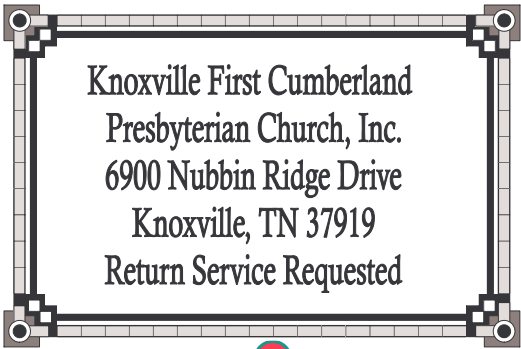 Knoxville First Cumberland
Presbyterian Church, Inc.
6900 Nubbin Ridge Drive
Knoxville, TN 37919
Return Service Requested